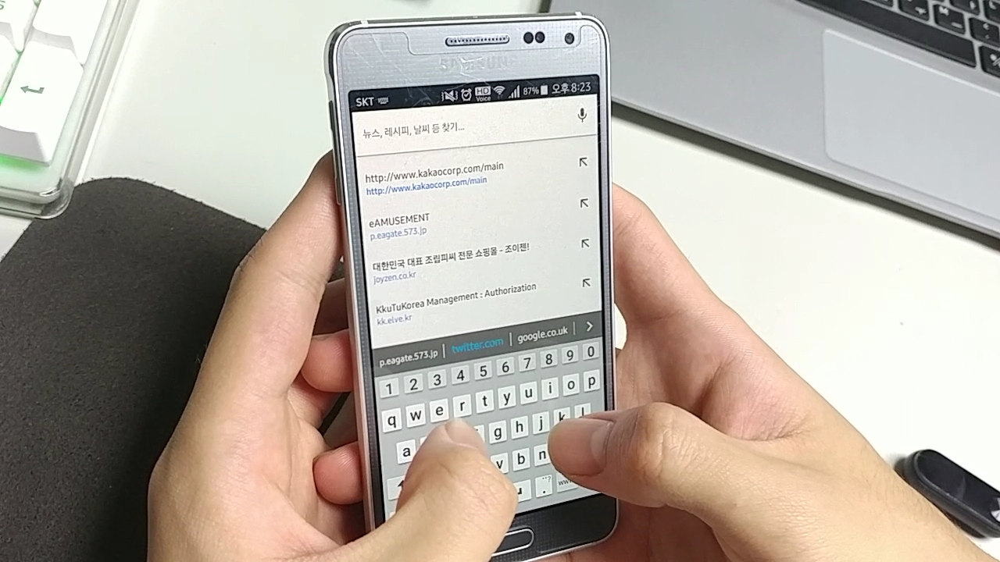 SAMSUNG
SKT HD Voice 87% 오후 8:23
뉴스, 레시피, 날씨 등 찾기...
http://www.kakaocorp.com/main
http://www.kakaocorp.com/main
eAMUSEMENT
p.eagate.573.jp
대한민국 대표 조립피씨 전문 쇼핑몰 - 조이젠!
joyzen.co.kr
KkuTuKorea Management : Authorization
kk.elve.kr
p.eagate.573.jp twitter.com google.co.uk
1 2 3 4 5 6 7 8 9 0
q w e r t y u i o p
a g h j k l
v b n
. www